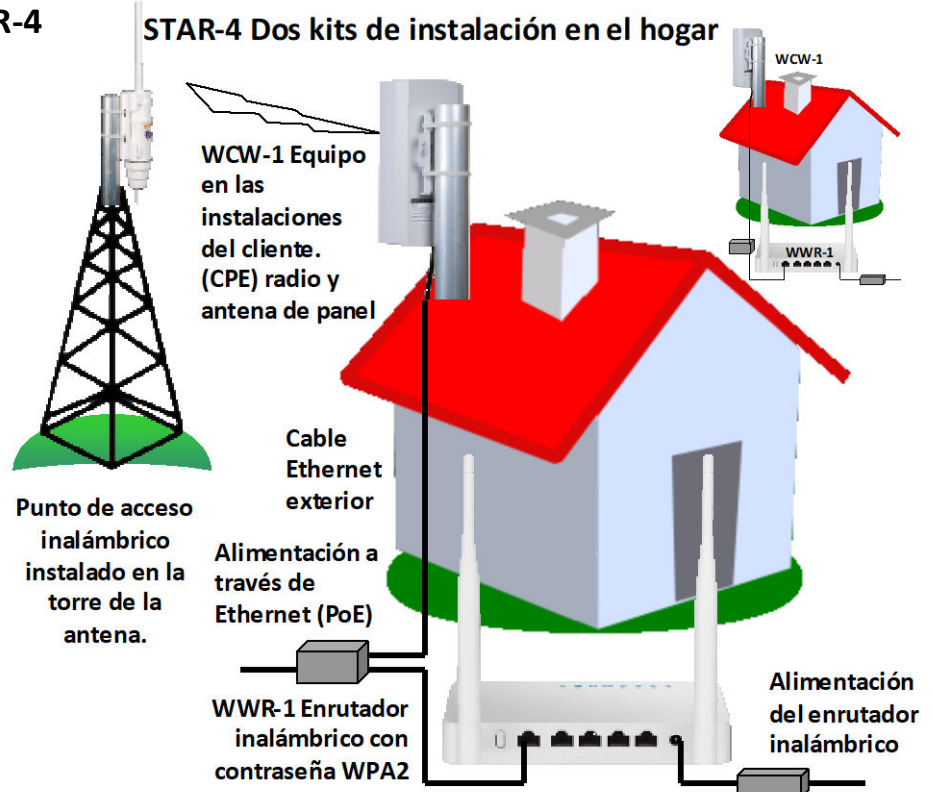 R-4
STAR-4 Dos kits de instalación en el hogar
WCW-1
WCW-1 Equipo
en las
instalaciones
del cliente.
(CPE) radio y
antena de panel
WWR-1
Cable
Ethernet
exterior
Punto de acceso
inalámbrico
instalado en la
torre de la
antena.
Alimentación a
través de
Ethernet (PoE)
WWR-1 Enrutador
inalámbrico con
contraseña WPA2
Alimentación
del enrutador
inalámbrico